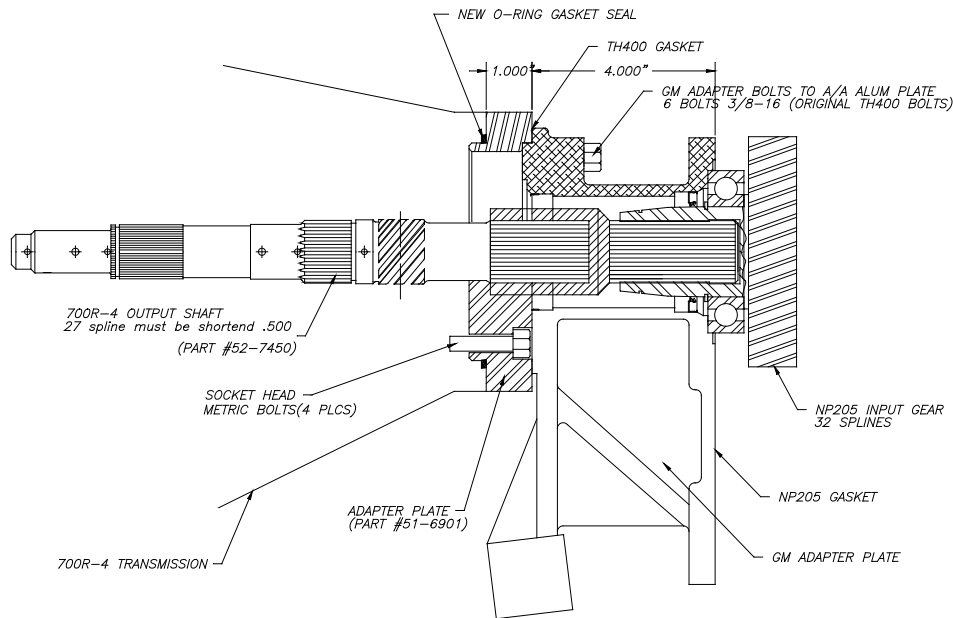 NEW O-RING GASKET SEAL
TH400 GASKET
1.000"
4.000"
GM ADAPTER BOLTS TO A/A ALUM PLATE
6 BOLTS 3/8-16 (ORIGINAL TH400 BOLTS)
700R-4 OUTPUT SHAFT
27 spline must be shortend .500
(PART #52-7450)
SOCKET HEAD
METRIC BOLTS(4 PLCS)
NP205 INPUT GEAR
32 SPLINES
ADAPTER PLATE
(PART #51-6901)
NP205 GASKET
700R-4 TRANSMISSION
GM ADAPTER PLATE